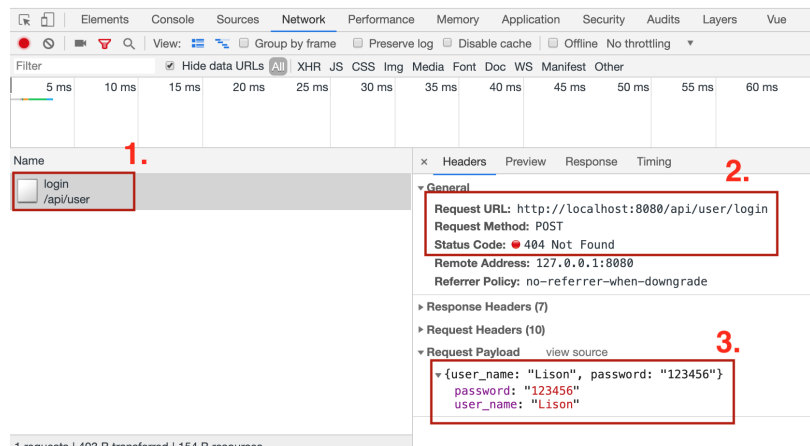 Elements Console Sources Network Performance Memory Application Security Audits Layers Vue
View: Group by frame Preserve log Disable cache Offline No throttling
Filter Hide data URLs All XHR JS CSS Img Media Font Doc WS Manifest Other
5 ms 10 ms 15 ms 20 ms 25 ms 30 ms 35 ms 40 ms 45 ms 50 ms 55 ms 60 ms
Name
1.
login
/api/user
× Headers Preview Response Timing
2.
General
Request URL: http://localhost:8080/api/user/login
Request Method: POST
Status Code: 404 Not Found
Remote Address: 127.0.0.1:8080
Referrer Policy: no-referrer-when-downgrade
Response Headers (7)
Request Headers (10)
Request Payload view source
3.
{user_name: "Lison", password: "123456"}
password: "123456"
user_name: "Lison"
1 requests | 403 B transferred | 154 B resources